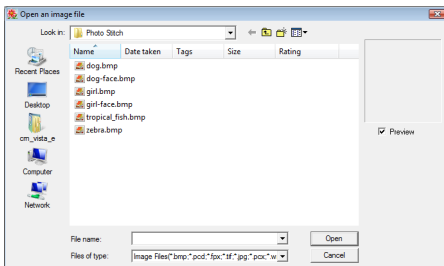 Open an image file
Look in: Photo Stitch
Name Date taken Tags Size Rating
dog.bmp
dog-face.bmp
girl.bmp
girl-face.bmp
tropical_fish.bmp
zebra.bmp
Recent Places
Desktop
cm_vista_e
Computer
Network
Preview
File name:
Open
Files of type: Image Files(*.bmp;*.pcd;*.fpx;*.tif;*.jpg;*.pcx;*.w
Cancel